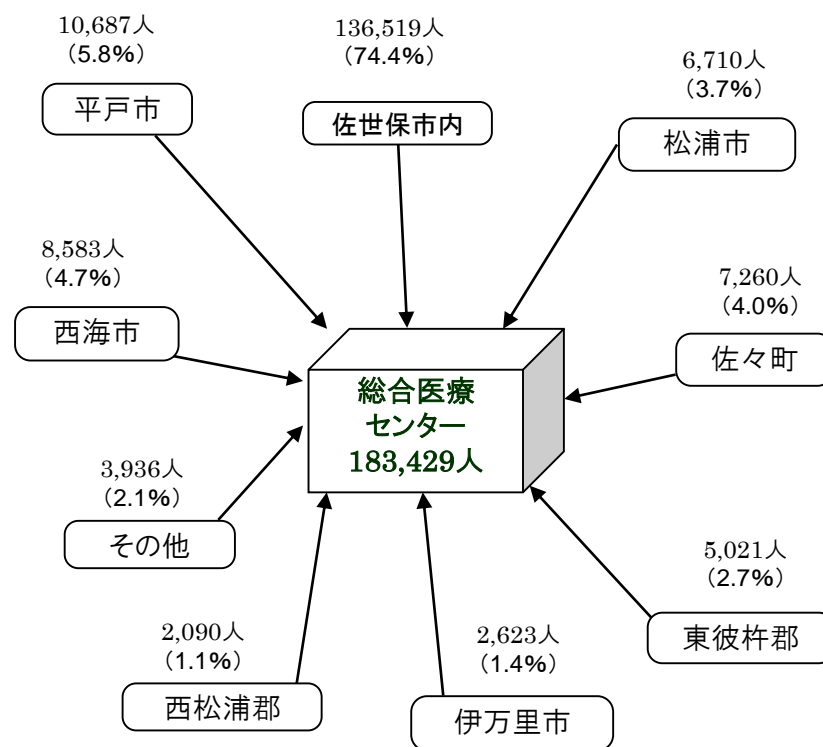 10,687人
（5.8%）
平戸市
136,519人
（74.4%）
佐世保市内
6,710人
（3.7%）
松浦市
8,583人
（4.7%）
西海市
7,260人
（4.0%）
佐々町
総合医療
センター
183,429人
3,936人
（2.1%）
その他
5,021人
（2.7%）
東彼杵郡
2,090人
（1.1%）
西松浦郡
2,623人
（1.4%）
伊万里市